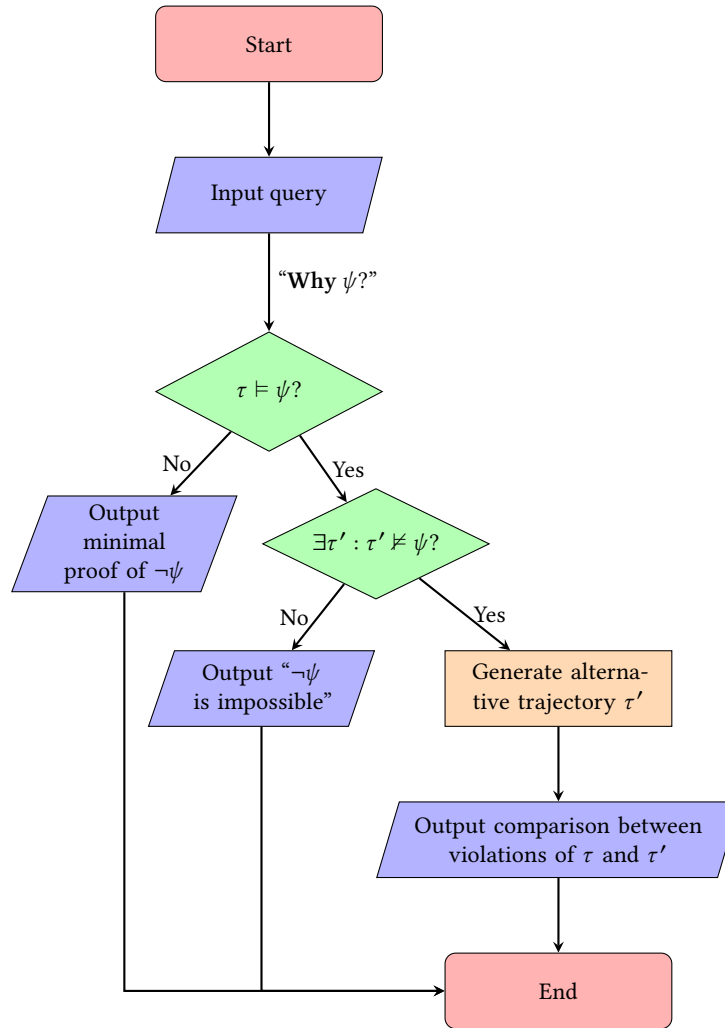 Start
Input query
“Why ψ?”
τ ⊨ ψ?
No
Yes
Output
minimal
proof of ¬ψ
∃τ′ : τ′ ⊭ ψ?
No
Yes
Output “¬ψ
is impossible”
Generate alterna-
tive trajectory τ′
Output comparison between
violations of τ and τ′
End